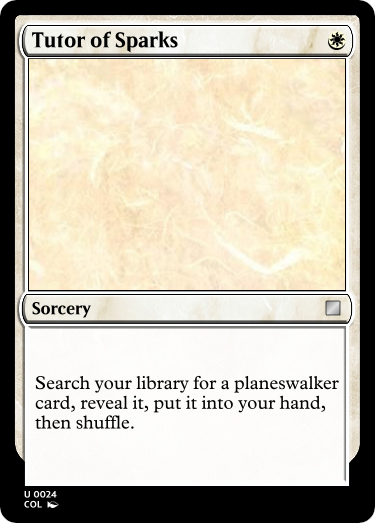 Tutor of Sparks
Sorcery
Search your library for a planeswalker
card, reveal it, put it into your hand,
then shuffle.
U 0024
COL